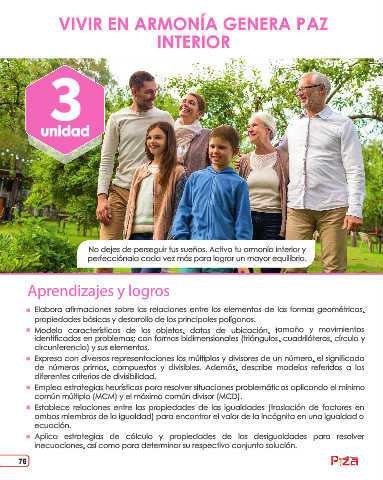 VIVIR EN ARMONÍA GENERA PAZ
INTERIOR
3
unidad
No dejes de perseguir tus sueños. Activa tu armonía interior y
perfecciónala cada vez más para lograr un mayor equilibrio.
Aprendizajes y logros
Elabora afirmaciones sobre las relaciones entre los elementos de las formas geométricas,
propiedades básicas y desarrollo de los principales polígonos.
Modela características de los objetos, datos de ubicación, tamaño y movimientos
identificados en problemas; con formas bidimensionales (triángulos, cuadriláteros, círculo y
circunferencia) y sus elementos.
Expresa con diversas representaciones los múltiplos y divisores de un número, el significado
de números primos, compuestos y divisibles. Además, describe modelos referidos a los
diferentes criterios de divisibilidad.
Emplea estrategias heurísticas para resolver situaciones problemáticas aplicando el mínimo
común múltiplo (MCM) y el máximo común divisor (MCD).
Establece relaciones entre las propiedades de las igualdades (traslación de factores en
ambos miembros de la igualdad) para encontrar el valor de la incógnita en una igualdad o
ecuación.
Aplica estrategias de cálculo y propiedades de las desigualdades para resolver
inecuaciones, así como para determinar su respectivo conjunto solución.
76